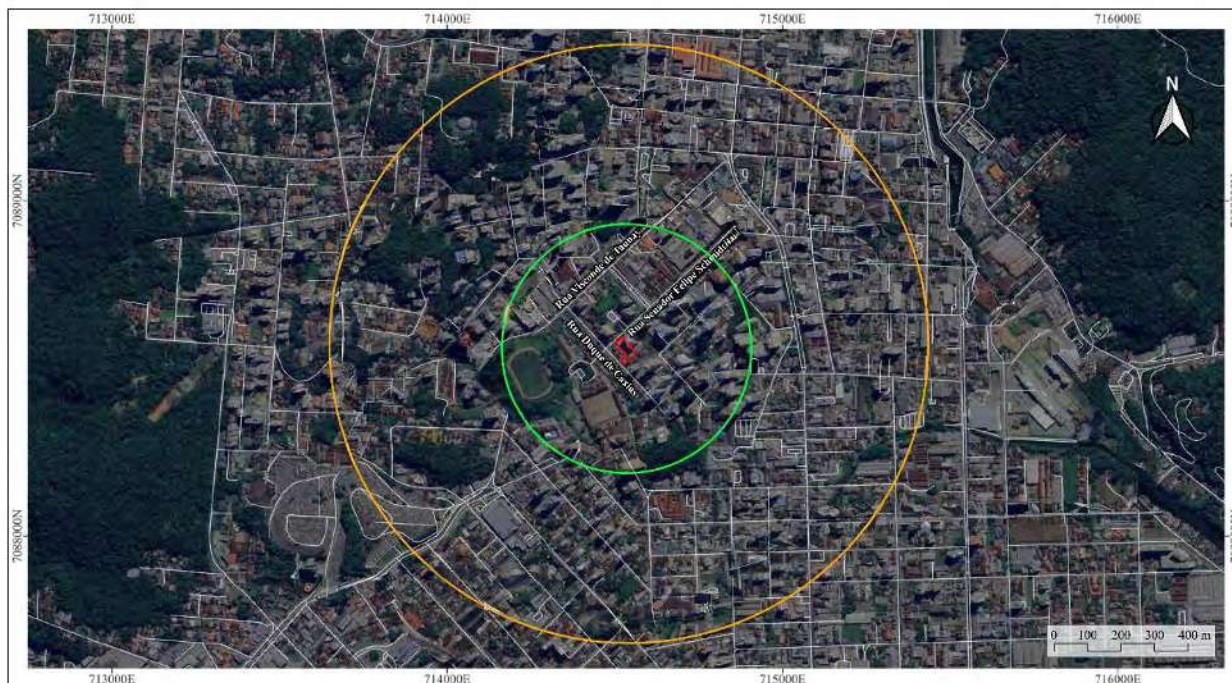 713000E 714000E 715000E 716000E
N
7089000N
Rua Visconde de Taunay
Rua Senador Felipe Schmidt
Rua Duque de Caxias
7088000N
0 100 200 300 400 m
713000E 714000E 715000E 716000E